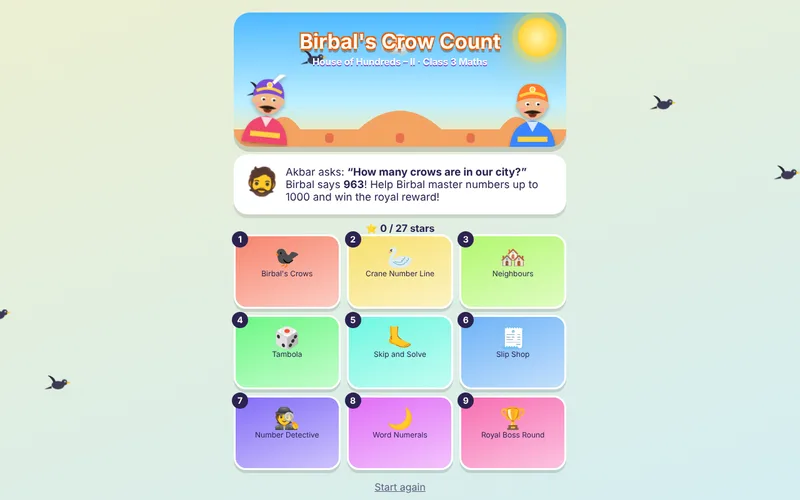 Birbal's Crow Count
House of Hundreds – II · Class 3 Maths
Akbar asks: “How many crows are in our city?”
Birbal says 963! Help Birbal master numbers up to
1000 and win the royal reward!
⭐ 0 / 27 stars
1
Birbal's Crows
2
Crane Number Line
3
Neighbours
4
Tambola
5
Skip and Solve
6
Slip Shop
7
Number Detective
8
Word Numerals
9
Royal Boss Round
Start again